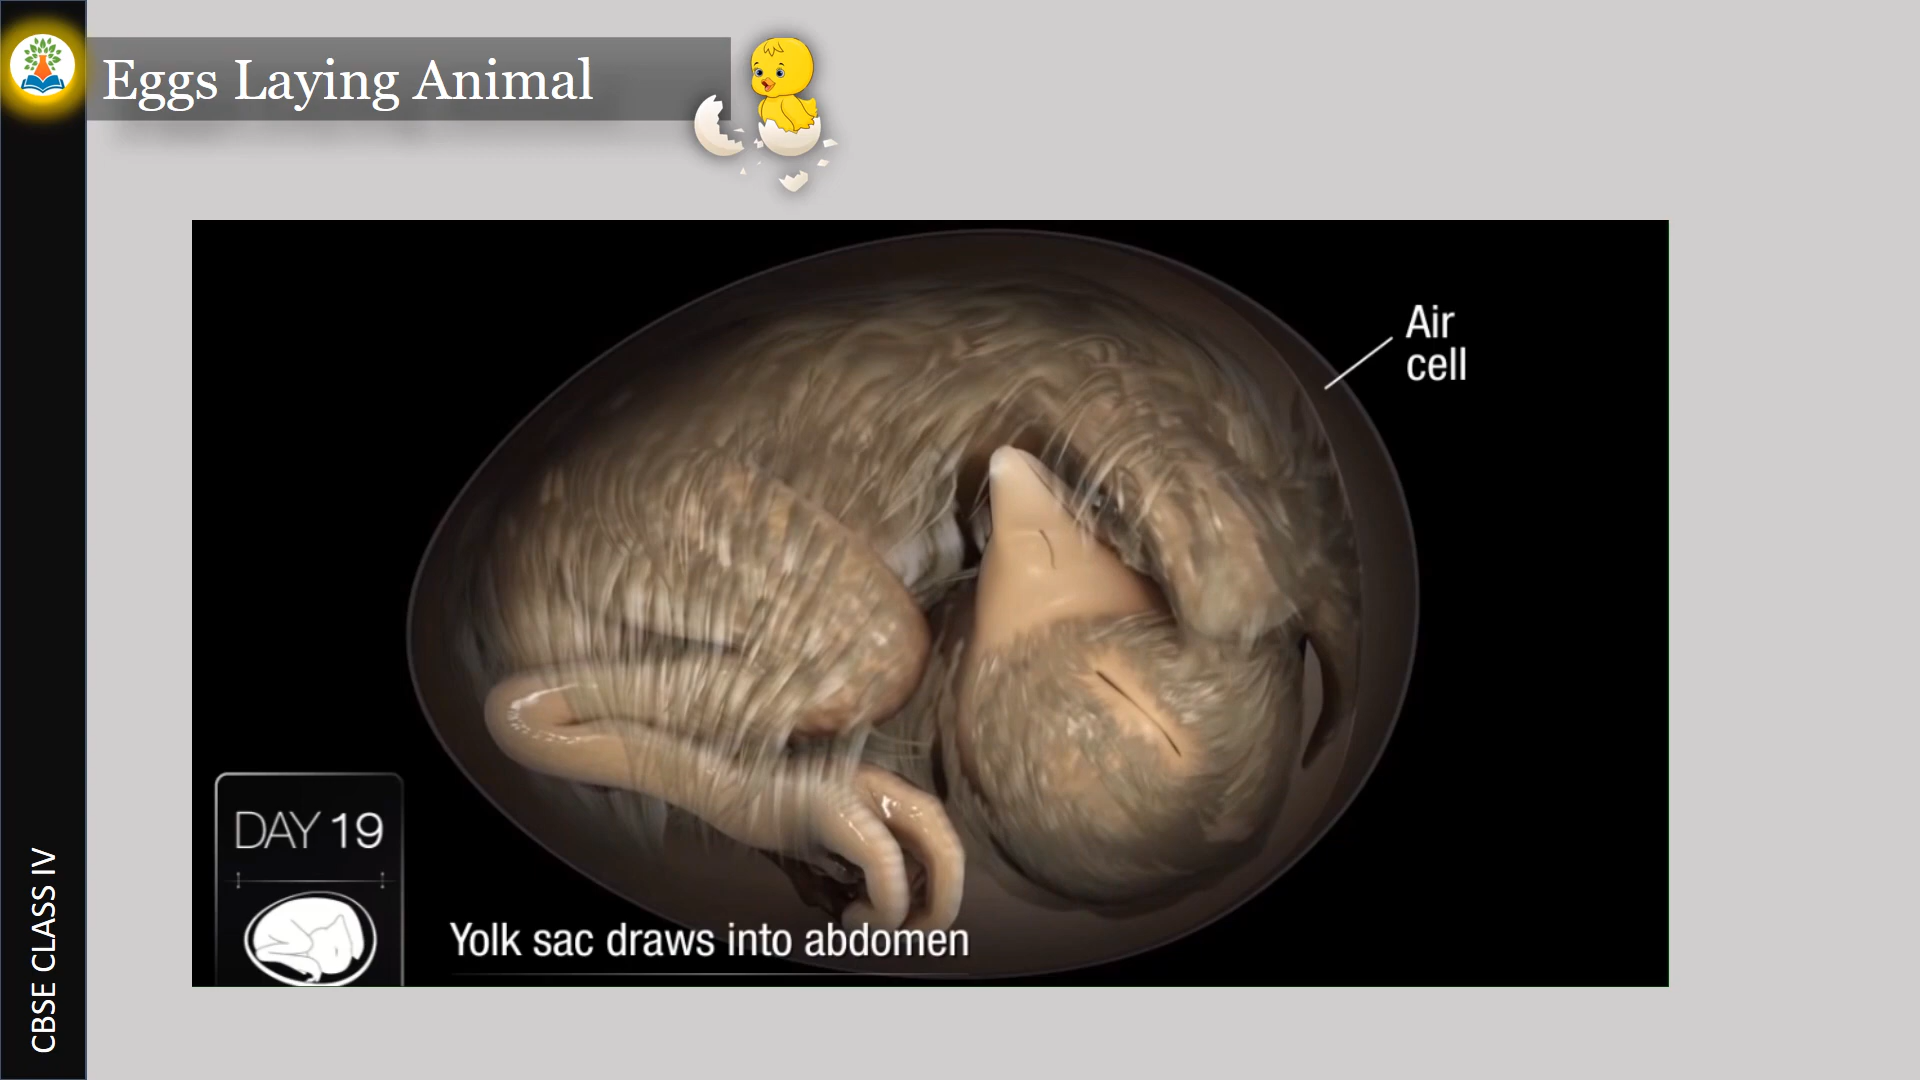 Eggs Laying Animal
Air
cell
DAY 19
Yolk sac draws into abdomen
CBSE CLASS IV